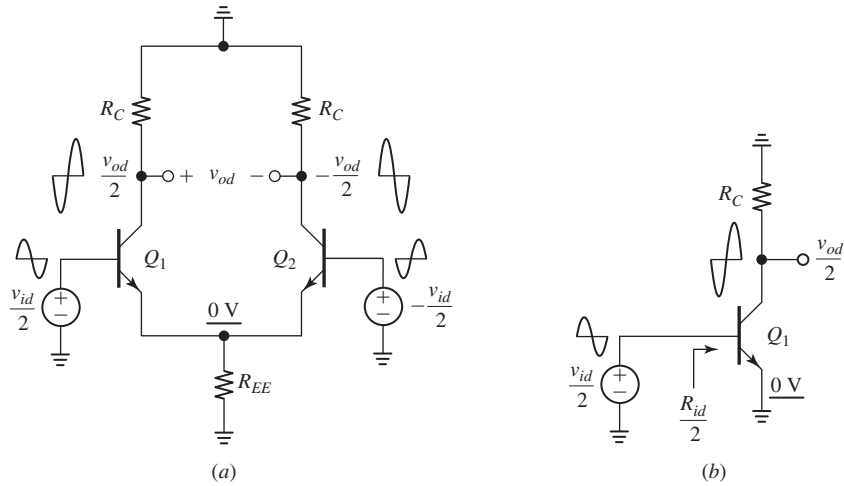 R_C
R_C
v_od/2
+ v_od −
−v_od/2
Q_1
Q_2
v_id/2
+
−
0 V
+
−
−v_id/2
R_EE
(a)
R_C
v_od/2
Q_1
v_id/2
+
−
R_id/2
0 V
(b)